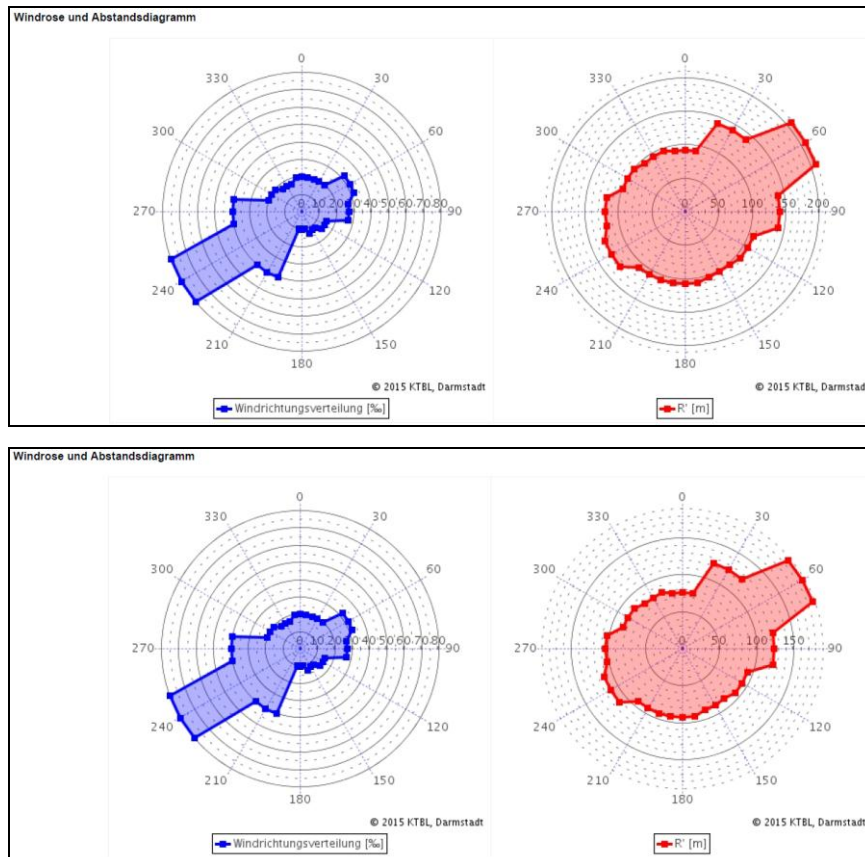 Windrose und Abstandsdiagramm
0 0
330 30 330 30
300 60 300 60
270 0 10 20 30 40 50 60 70 80 90 270 0 50 100 150 200 90
240 120 240 120
210 150 210 150
180 180
© 2015 KTBL, Darmstadt © 2015 KTBL, Darmstadt
Windrichtungsverteilung [‰] R' [m]
Windrose und Abstandsdiagramm
0 0
330 30 330 30
300 60 300 60
270 0 10 20 30 40 50 60 70 80 90 270 0 50 100 150 90
240 120 240 120
210 150 210 150
180 180
© 2015 KTBL, Darmstadt © 2015 KTBL, Darmstadt
Windrichtungsverteilung [‰] R' [m]